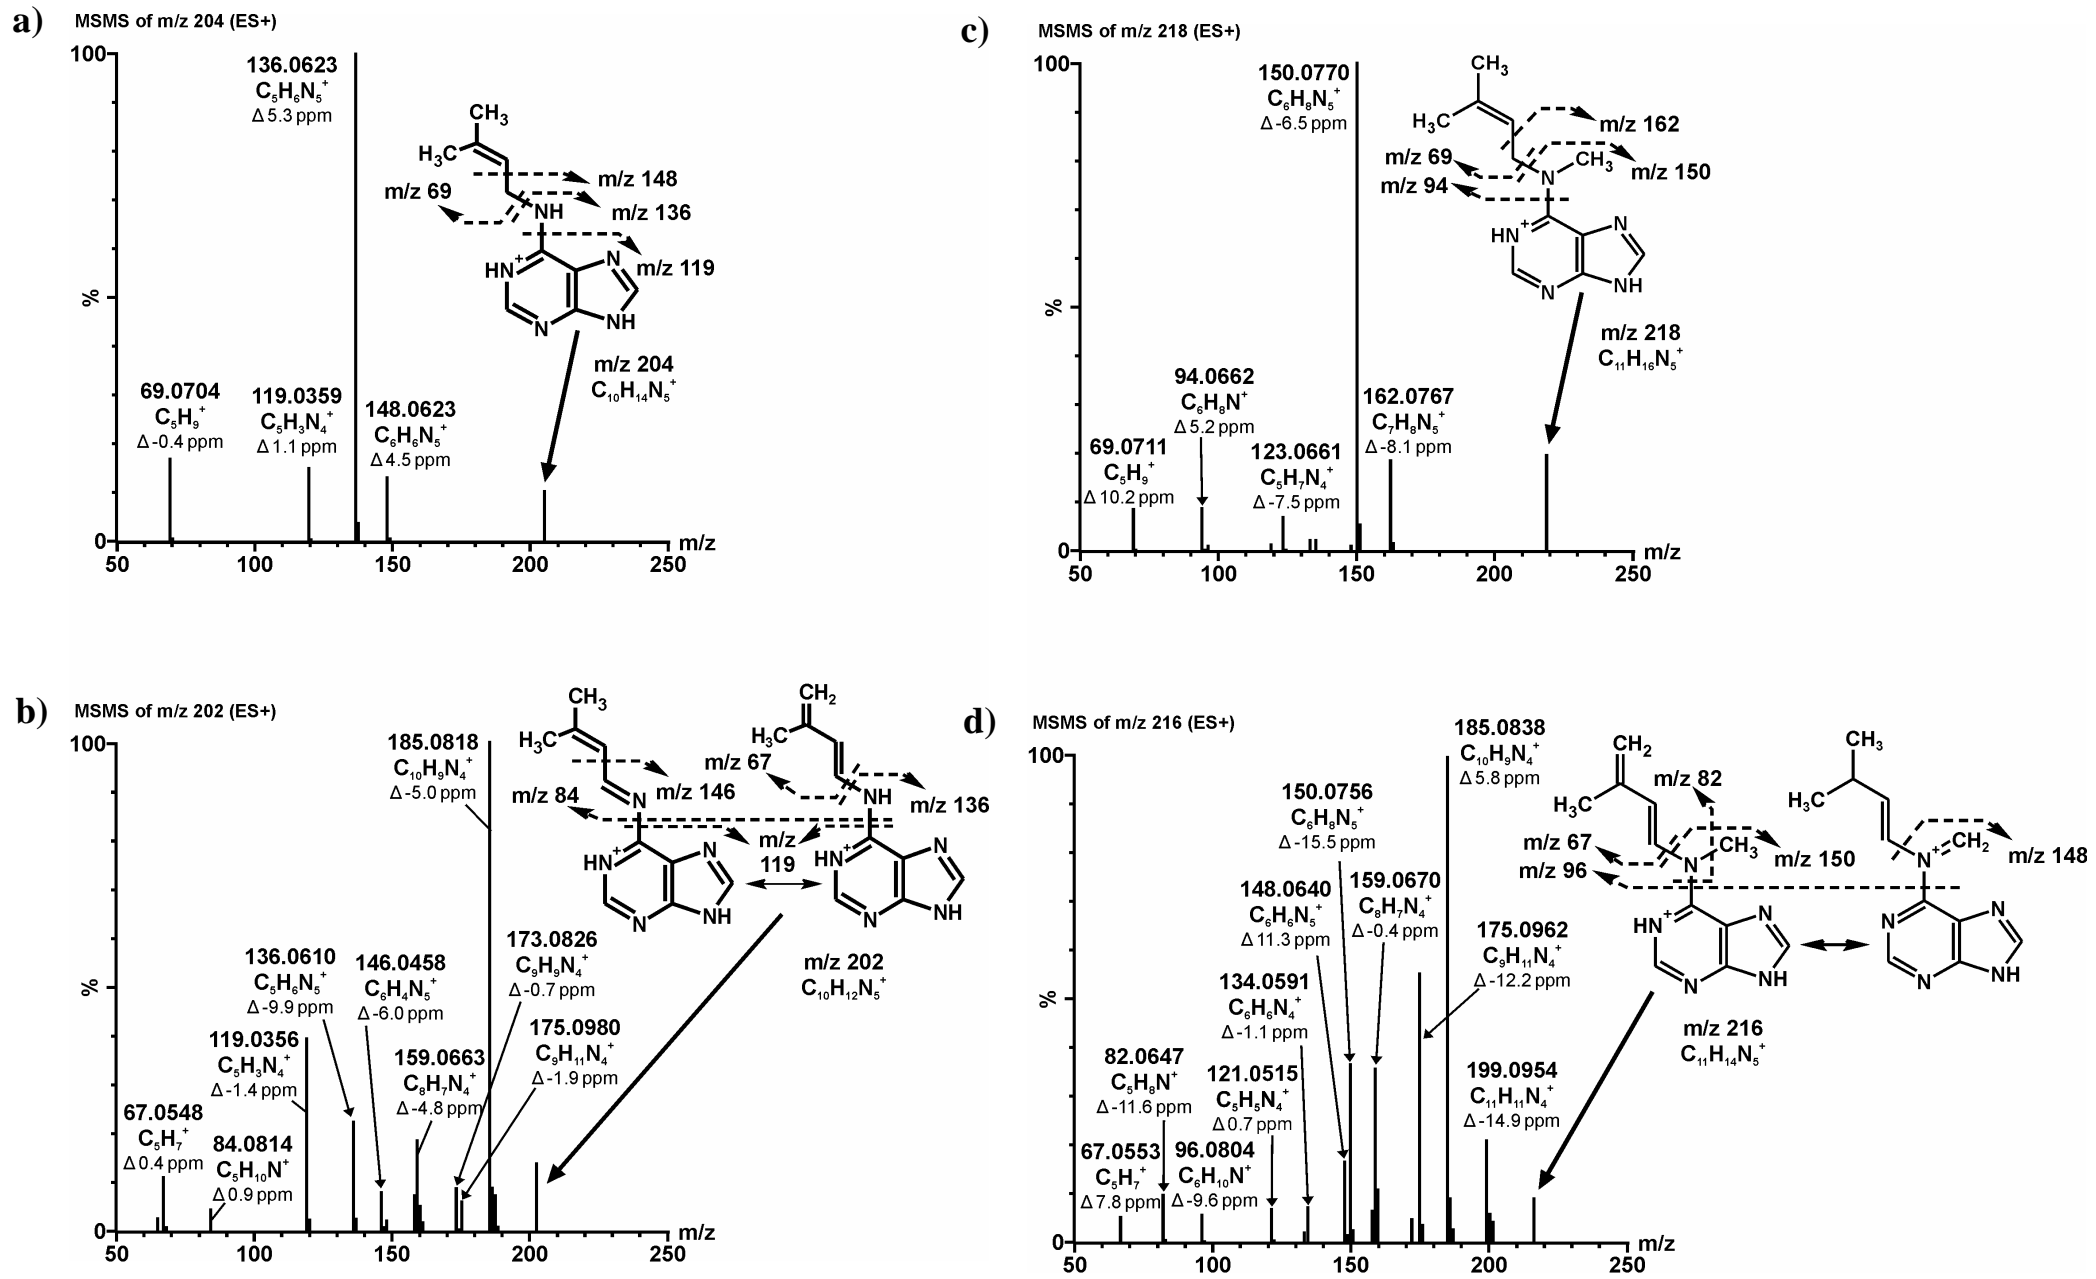 a)
MSMS of m/z 204 (ES+)
100
%
0
136.0623
C₅H₆N₅⁺
Δ 5.3 ppm
69.0704
C₅H₉⁺
Δ -0.4 ppm
119.0359
C₅H₃N₄⁺
Δ 1.1 ppm
148.0623
C₆H₆N₅⁺
Δ 4.5 ppm
CH₃
H₃C
m/z 148
m/z 69
m/z 136
NH
m/z 119
HN⁺
N
N
NH
m/z 204
C₁₀H₁₄N₅⁺
50 100 150 200 250
m/z
c)
MSMS of m/z 218 (ES+)
100
%
0
150.0770
C₆H₈N₅⁺
Δ -6.5 ppm
69.0711
C₅H₉⁺
Δ 10.2 ppm
94.0662
C₆H₈N⁺
Δ 5.2 ppm
123.0661
C₅H₇N₄⁺
Δ -7.5 ppm
162.0767
C₇H₈N₅⁺
Δ -8.1 ppm
CH₃
H₃C
m/z 162
m/z 69
CH₃
m/z 150
m/z 94
N
HN⁺
N
N
NH
m/z 218
C₁₁H₁₆N₅⁺
50 100 150 200 250
m/z
b)
MSMS of m/z 202 (ES+)
100
%
0
185.0818
C₁₀H₉N₄⁺
Δ -5.0 ppm
136.0610
C₅H₆N₅⁺
Δ -9.9 ppm
146.0458
C₆H₄N₅⁺
Δ -6.0 ppm
173.0826
C₉H₉N₄⁺
Δ -0.7 ppm
119.0356
C₅H₃N₄⁺
Δ -1.4 ppm
159.0663
C₈H₇N₄⁺
Δ -4.8 ppm
175.0980
C₉H₁₁N₄⁺
Δ -1.9 ppm
67.0548
C₅H₇⁺
Δ 0.4 ppm
84.0814
C₅H₁₀N⁺
Δ 0.9 ppm
CH₃
H₃C
m/z 146
m/z 84
N
HN⁺
N
N
NH
CH₂
H₃C
m/z 67
NH
m/z 136
m/z
119
HN⁺
N
N
NH
m/z 202
C₁₀H₁₂N₅⁺
50 100 150 200 250
m/z
d)
MSMS of m/z 216 (ES+)
100
%
0
185.0838
C₁₀H₉N₄⁺
Δ 5.8 ppm
150.0756
C₆H₈N₅⁺
Δ -15.5 ppm
148.0640
C₆H₆N₅⁺
Δ 11.3 ppm
159.0670
C₈H₇N₄⁺
Δ -0.4 ppm
175.0962
C₉H₁₁N₄⁺
Δ -12.2 ppm
134.0591
C₆H₆N₄⁺
Δ -1.1 ppm
82.0647
C₅H₈N⁺
Δ -11.6 ppm
121.0515
C₅H₅N₄⁺
Δ 0.7 ppm
199.0954
C₁₁H₁₁N₄⁺
Δ -14.9 ppm
67.0553
C₅H₇⁺
Δ 7.8 ppm
96.0804
C₆H₁₀N⁺
Δ -9.6 ppm
CH₂
H₃C
m/z 82
m/z 67
CH₃
m/z 150
m/z 96
N
HN⁺
N
N
NH
CH₃
H₃C
N⁺
CH₂
m/z 148
N
N
N
NH
m/z 216
C₁₁H₁₄N₅⁺
50 100 150 200 250
m/z